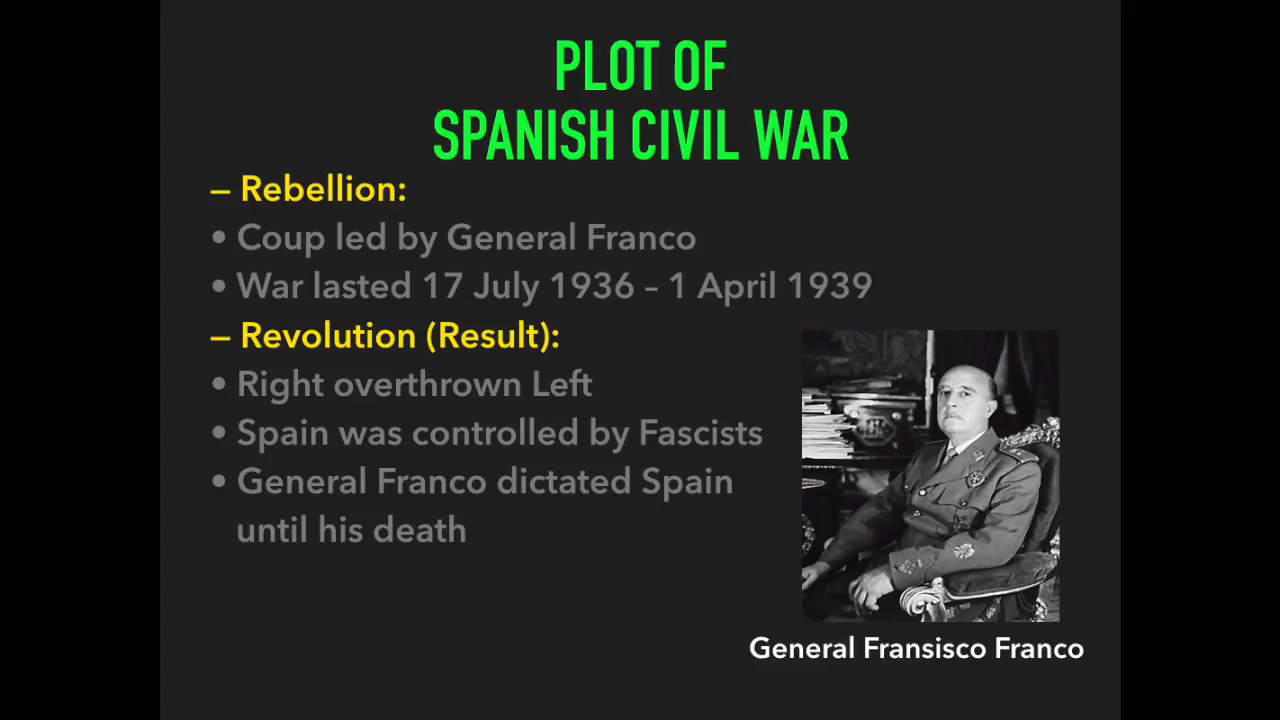 PLOT OF
SPANISH CIVIL WAR
– Rebellion:
• Coup led by General Franco
• War lasted 17 July 1936 – 1 April 1939
– Revolution (Result):
• Right overthrown Left
• Spain was controlled by Fascists
• General Franco dictated Spain
until his death
General Fransisco Franco